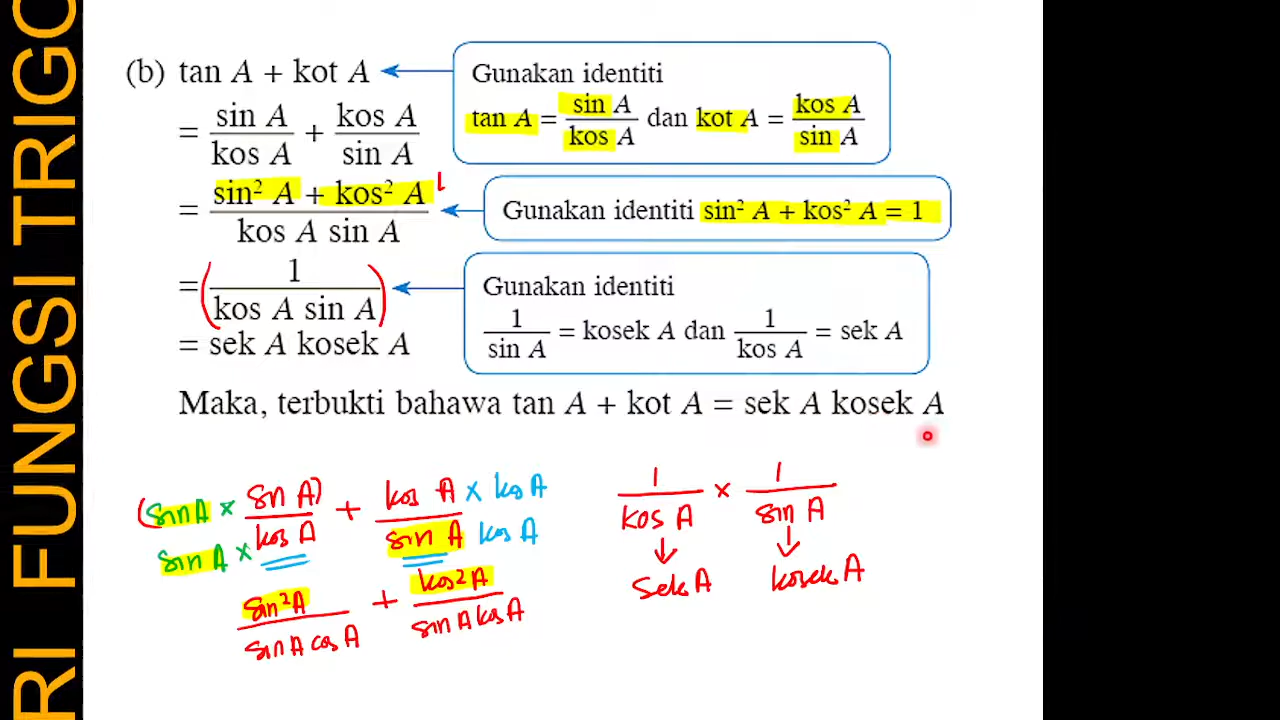 RI FUNGSI TRIGO
(b) tan A + kot A
Gunakan identiti
tan A = sin A / kos A dan kot A = kos A / sin A
= sin A / kos A + kos A / sin A
= sin² A + kos² A / kos A sin A
1
Gunakan identiti sin² A + kos² A = 1
= ( 1 / kos A sin A )
Gunakan identiti
1 / sin A = kosek A dan 1 / kos A = sek A
= sek A kosek A
Maka, terbukti bahawa tan A + kot A = sek A kosek A
(sin A × sin A) / sin A × kos A + kos A × kos A / sin A kos A
sin²A / sin A cos A + kos²A / sin A kos A
1 / kos A × 1 / sin A
↓ ↓
Sek A kosek A